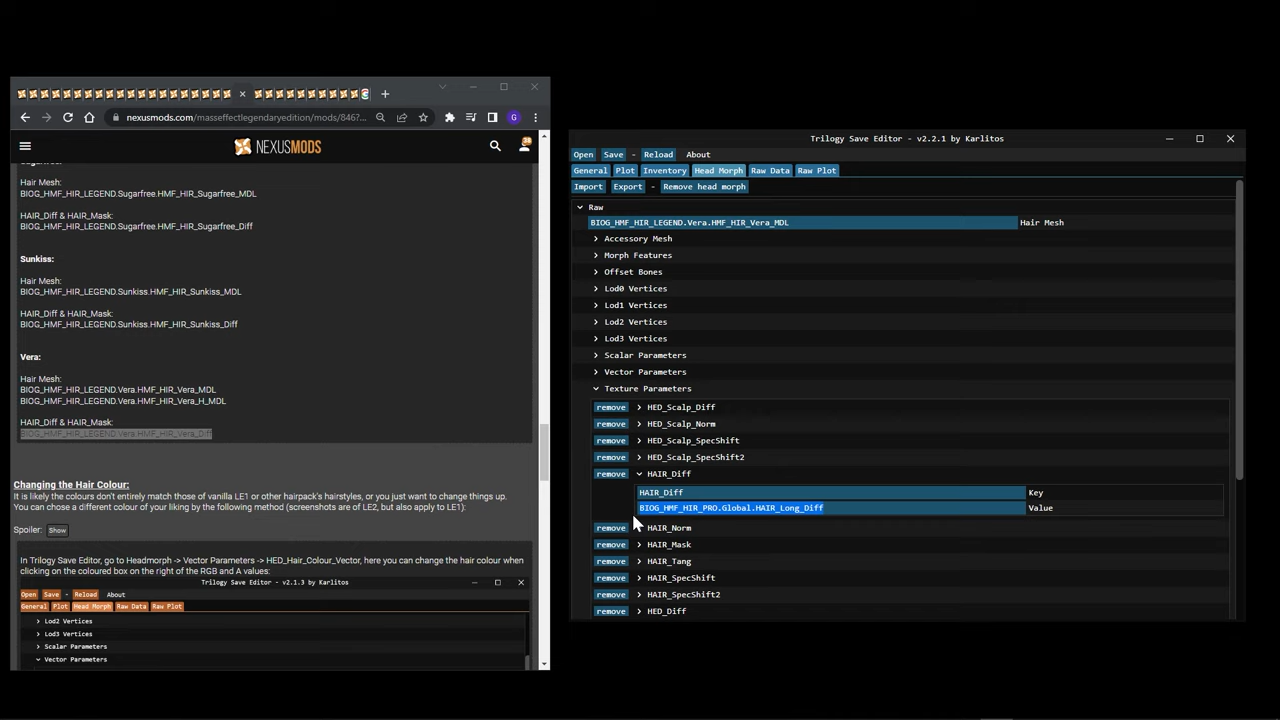 nexusmods.com/masseffectlegendaryedition/mods/846?...
G
NEXUSMODS
Hair Mesh:
BIOG_HMF_HIR_LEGEND.Sugarfree.HMF_HIR_Sugarfree_MDL
HAIR_Diff & HAIR_Mask:
BIOG_HMF_HIR_LEGEND.Sugarfree.HMF_HIR_Sugarfree_Diff
Sunkiss:
Hair Mesh:
BIOG_HMF_HIR_LEGEND.Sunkiss.HMF_HIR_Sunkiss_MDL
HAIR_Diff & HAIR_Mask:
BIOG_HMF_HIR_LEGEND.Sunkiss.HMF_HIR_Sunkiss_Diff
Vera:
Hair Mesh:
BIOG_HMF_HIR_LEGEND.Vera.HMF_HIR_Vera_MDL
BIOG_HMF_HIR_LEGEND.Vera.HMF_HIR_Vera_H_MDL
HAIR_Diff & HAIR_Mask:
BIOG_HMF_HIR_LEGEND.Vera.HMF_HIR_Vera_Diff
Changing the Hair Colour:
It is likely the colours don't entirely match those of vanilla LE1 or other hairpack's hairstyles, or you just want to change things up.
You can chose a different colour of your liking by the following method (screenshots are of LE2, but also apply to LE1):
Spoiler: Show
In Trilogy Save Editor, go to Headmorph -> Vector Parameters -> HED_Hair_Colour_Vector, here you can change the hair colour when
clicking on the coloured box on the right of the RGB and A values:
Trilogy Save Editor - v2.1.3 by Karlitos
Open Save - Reload About
General Plot Inventory Head Morph Raw Data Raw Plot
Lod2 Vertices
Lod3 Vertices
Scalar Parameters
Vector Parameters
Trilogy Save Editor - v2.2.1 by Karlitos
Open Save - Reload About
General Plot Inventory Head Morph Raw Data Raw Plot
Import Export - Remove head morph
Raw
BIOG_HMF_HIR_LEGEND.Vera.HMF_HIR_Vera_MDL Hair Mesh
Accessory Mesh
Morph Features
Offset Bones
Lod0 Vertices
Lod1 Vertices
Lod2 Vertices
Lod3 Vertices
Scalar Parameters
Vector Parameters
Texture Parameters
remove HED_Scalp_Diff
remove HED_Scalp_Norm
remove HED_Scalp_SpecShift
remove HED_Scalp_SpecShift2
remove HAIR_Diff
HAIR_Diff Key
BIOG_HMF_HIR_PRO.Global.HAIR_Long_Diff Value
remove HAIR_Norm
remove HAIR_Mask
remove HAIR_Tang
remove HAIR_SpecShift
remove HAIR_SpecShift2
remove HED_Diff